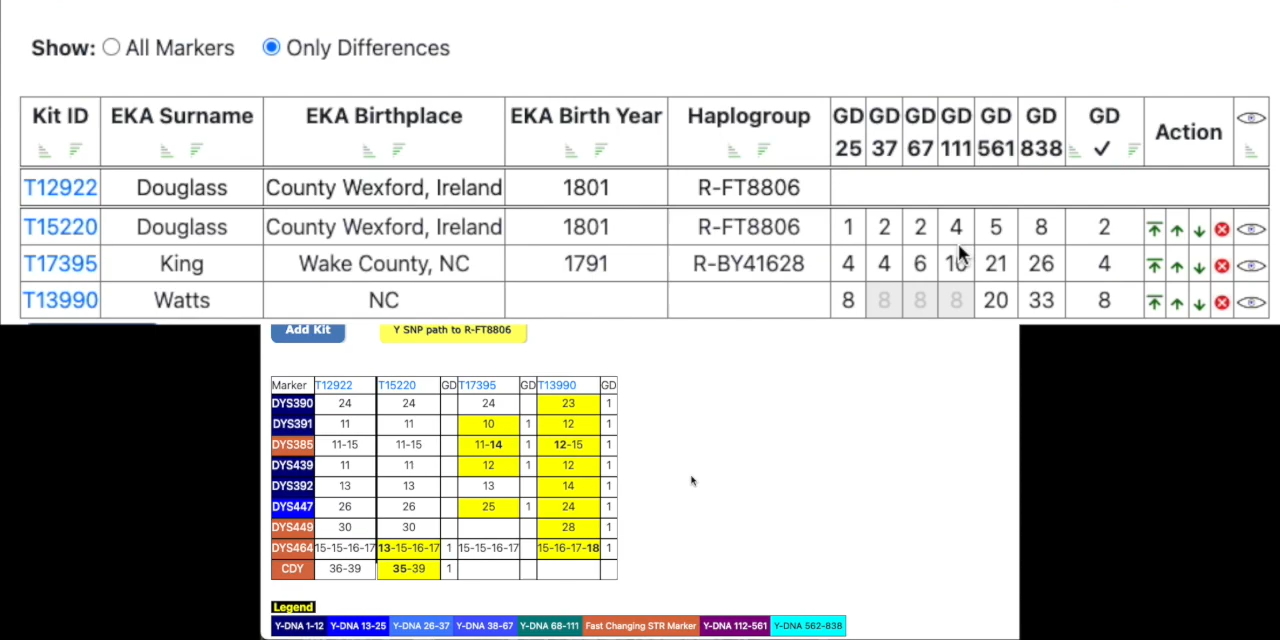 Show: All Markers Only Differences
Kit ID EKA Surname EKA Birthplace EKA Birth Year Haplogroup GD 25 GD 37 GD 67 GD 111 GD 561 GD 838 GD ✓ Action
T12922 Douglass County Wexford, Ireland 1801 R-FT8806
T15220 Douglass County Wexford, Ireland 1801 R-FT8806 1 2 2 4 5 8 2
T17395 King Wake County, NC 1791 R-BY41628 4 4 6 10 21 26 4
T13990 Watts NC 8 8 8 8 20 33 8
Add Kit Y SNP path to R-FT8806
Marker T12922 T15220 GD T17395 GD T13990 GD
DYS390 24 24 24 23 1
DYS391 11 11 10 1 12 1
DYS385 11-15 11-15 11-14 1 12-15 1
DYS439 11 11 12 1 12 1
DYS392 13 13 13 14 1
DYS447 26 26 25 1 24 1
DYS449 30 30 28 1
DYS464 15-15-16-17 13-15-16-17 1 15-15-16-17 15-16-17-18 1
CDY 36-39 35-39 1
Legend
Y-DNA 1-12 Y-DNA 13-25 Y-DNA 26-37 Y-DNA 38-67 Y-DNA 68-111 Fast Changing STR Marker Y-DNA 112-561 Y-DNA 562-838